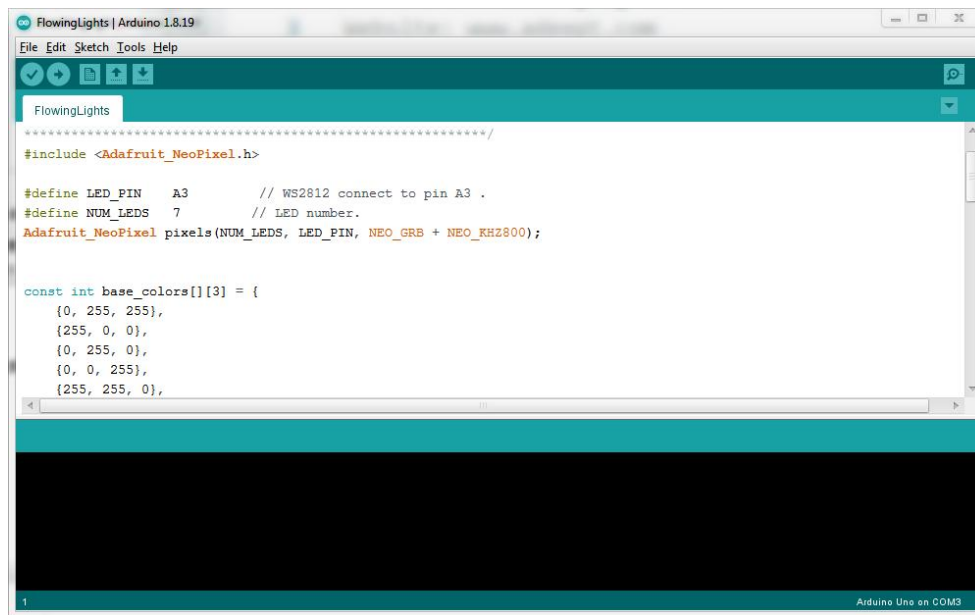 FlowingLights | Arduino 1.8.19
File Edit Sketch Tools Help
FlowingLights
************************************************************/
#include <Adafruit_NeoPixel.h>
#define LED_PIN    A3         // WS2812 connect to pin A3 .
#define NUM_LEDS   7         // LED number.
Adafruit_NeoPixel pixels(NUM_LEDS, LED_PIN, NEO_GRB + NEO_KHZ800);
const int base_colors[][3] = {
    {0, 255, 255},
    {255, 0, 0},
    {0, 255, 0},
    {0, 0, 255},
    {255, 255, 0},
1
Arduino Uno on COM3